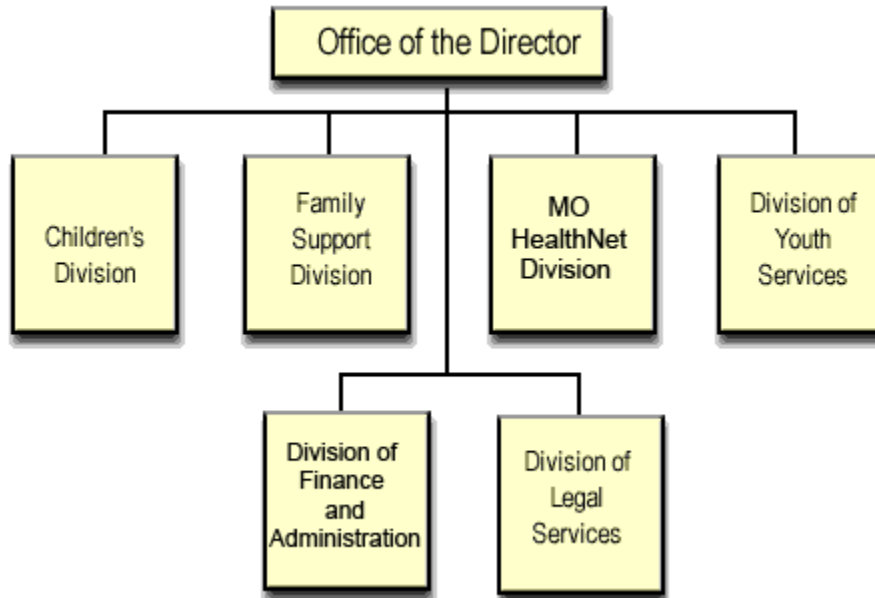 Office of the Director
Children's
Division
Family
Support
Division
MO
HealthNet
Division
Division of
Youth
Services
Division of
Finance
and
Administration
Division of
Legal
Services